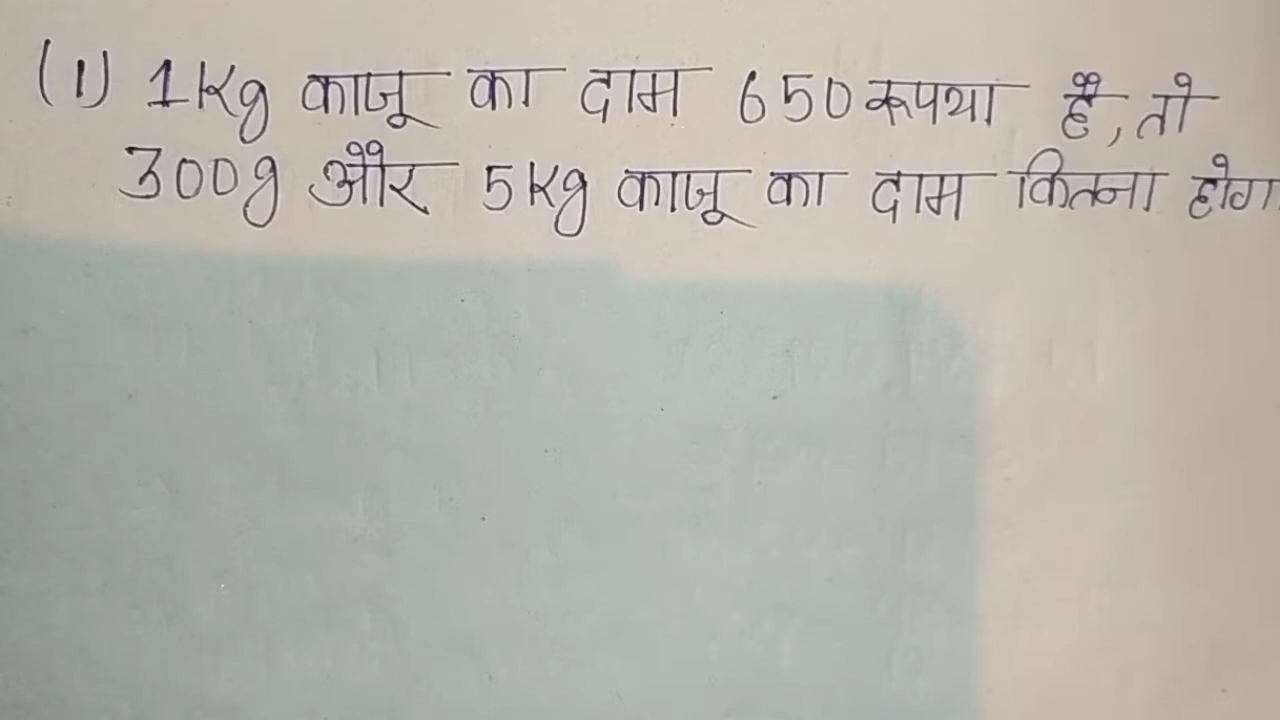 (1) 1Kg काजू का दाम 650 रूपया है, तो
300g और 5Kg काजू का दाम कितना होगा